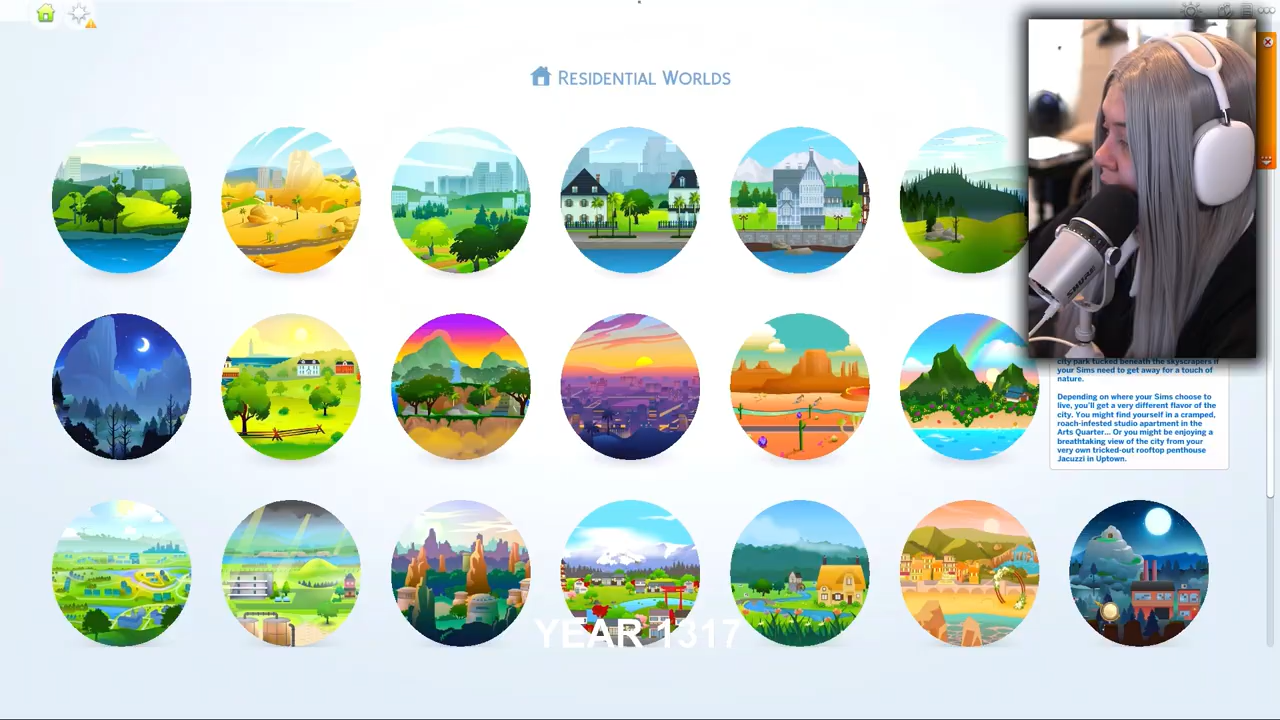 RESIDENTIAL WORLDS
city park tucked beneath the skyscrapers if
your Sims need to get away for a touch of
nature.
Depending on where your Sims choose to
live, you'll get a very different flavor of the
city. You might find yourself in a cramped,
roach-infested studio apartment in the
Arts Quarter... Or you might be enjoying a
breathtaking view of the city from your
very own tricked-out rooftop penthouse
Jacuzzi in Uptown.
SHURE
YEAR 1317